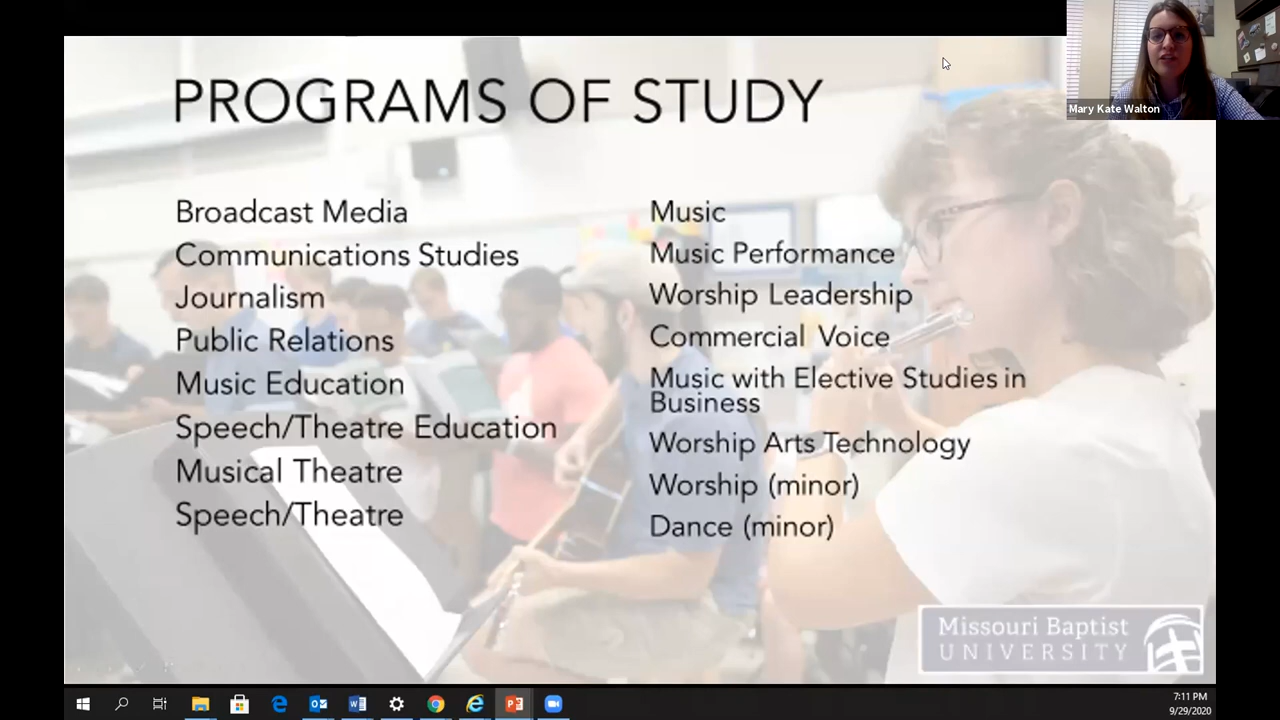 PROGRAMS OF STUDY
Mary Kate Walton
Broadcast Media
Communications Studies
Journalism
Public Relations
Music Education
Speech/Theatre Education
Musical Theatre
Speech/Theatre
Music
Music Performance
Worship Leadership
Commercial Voice
Music with Elective Studies in
Business
Worship Arts Technology
Worship (minor)
Dance (minor)
Missouri Baptist
UNIVERSITY
7:11 PM
9/29/2020